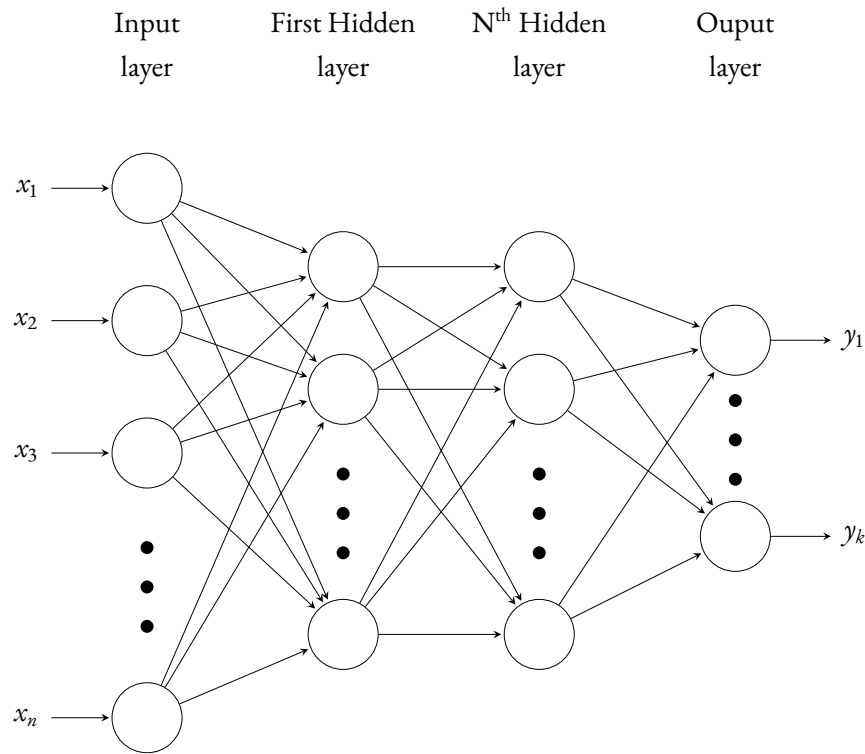 Input layer
First Hidden layer
Nth Hidden layer
Ouput layer
x1
x2
x3
xn
y1
yk